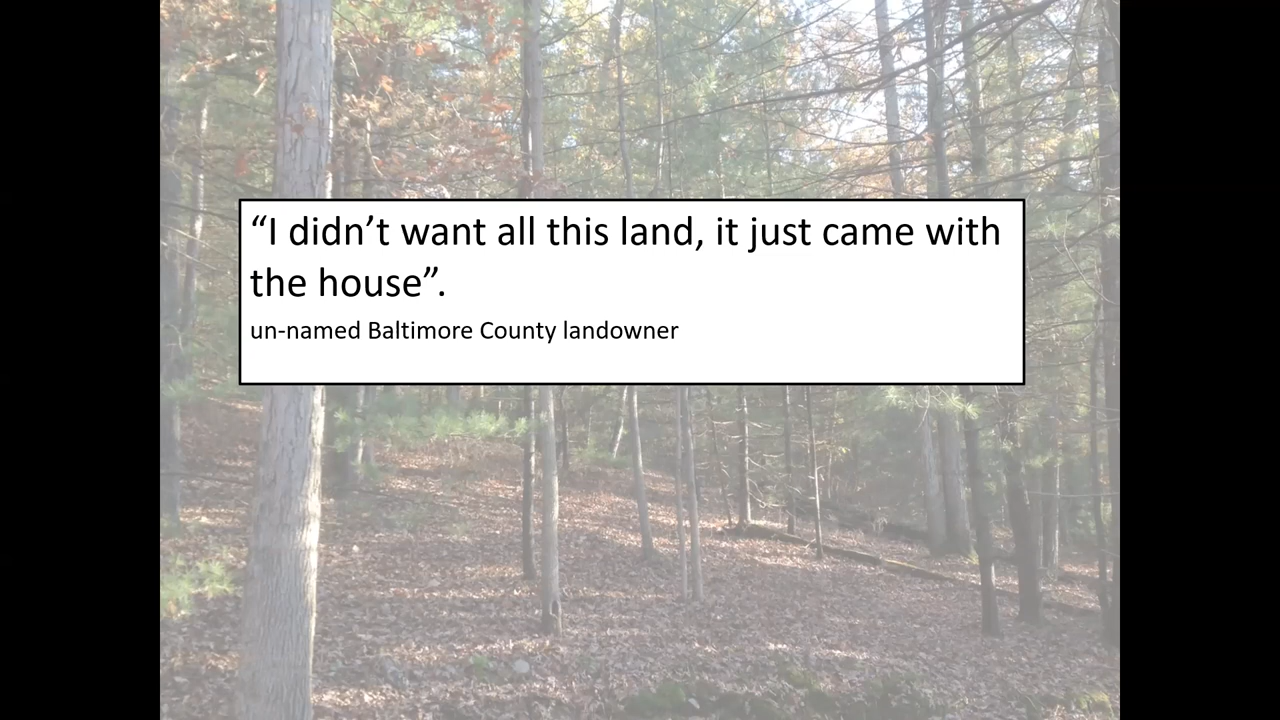 “I didn’t want all this land, it just came with
the house”.
un-named Baltimore County landowner